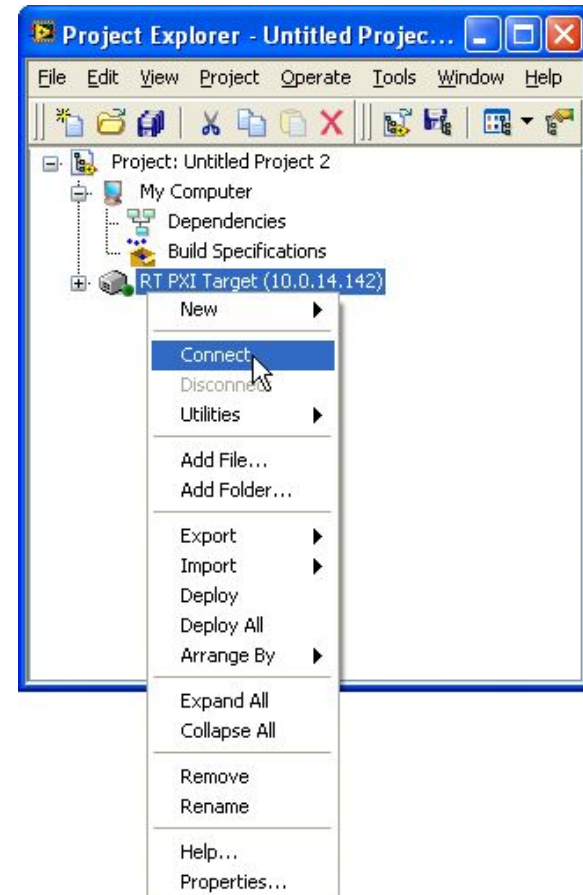 Project Explorer - Untitled Projec...
File Edit View Project Operate Tools Window Help
Project: Untitled Project 2
My Computer
Dependencies
Build Specifications
RT PXI Target (10.0.14.142)
New
Connect
Disconnect
Utilities
Add File...
Add Folder...
Export
Import
Deploy
Deploy All
Arrange By
Expand All
Collapse All
Remove
Rename
Help...
Properties...